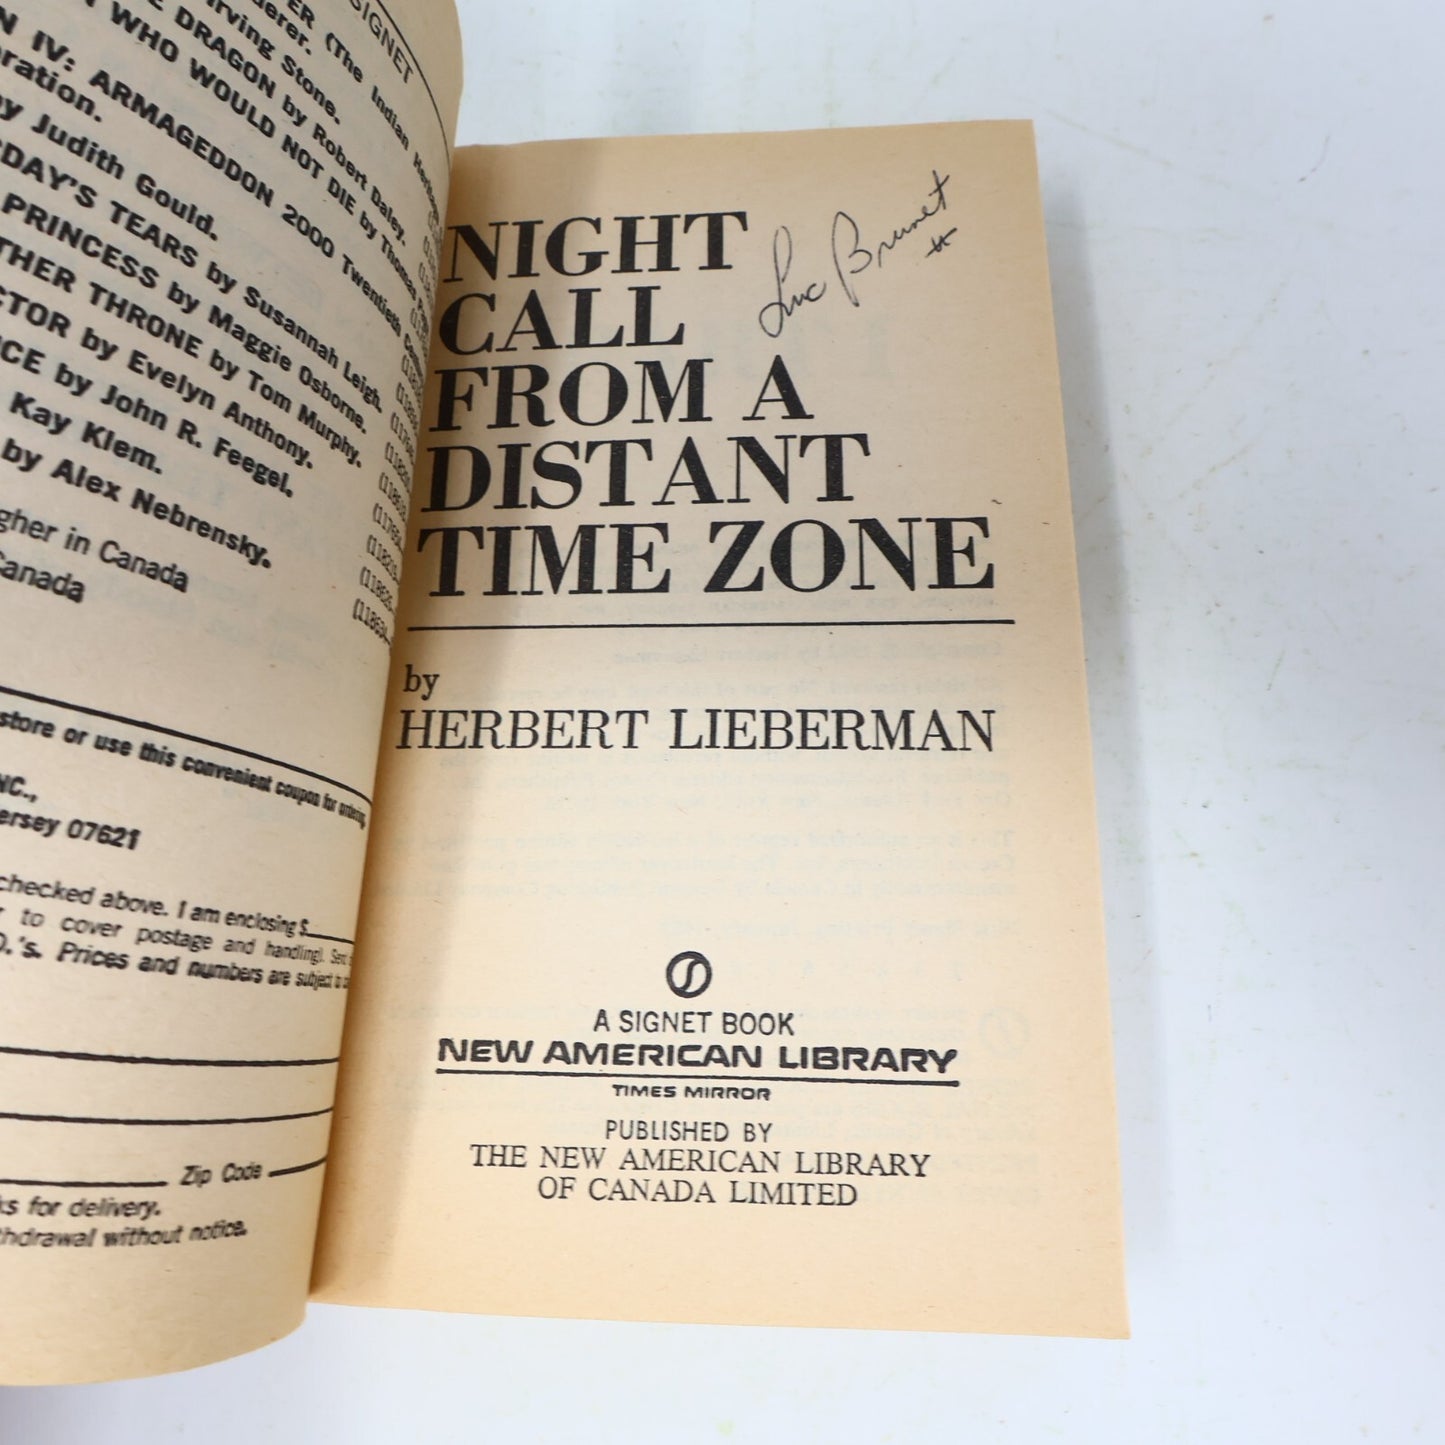 SIGNET
ER (The Indian Heritage
derer.
Irving Stone.
E DRAGON by Robert Daley.
N WHO WOULD NOT DIE by Thomas
N IV: ARMAGEDDON 2000 Twentieth
ration.
by Judith Gould.
DAY'S TEARS by Susannah Leigh.
PRINCESS by Maggie Osborne.
THER THRONE by Tom Murphy.
CTOR by Evelyn Anthony.
CE by John R. Feegel.
Kay Klem.
by Alex Nebrensky.
gher in Canada
Canada
store or use this convenient coupon for ordering.
NC.,
ersey 07621
checked above. I am enclosing $
to cover postage and handling). Send
O.'s. Prices and numbers are subject to
Zip Code
ks for delivery.
thdrawal without notice.
Luc Brunet
NIGHT
CALL
FROM A
DISTANT
TIME ZONE
by
HERBERT LIEBERMAN
A SIGNET BOOK
NEW AMERICAN LIBRARY
TIMES MIRROR
PUBLISHED BY
THE NEW AMERICAN LIBRARY
OF CANADA LIMITED